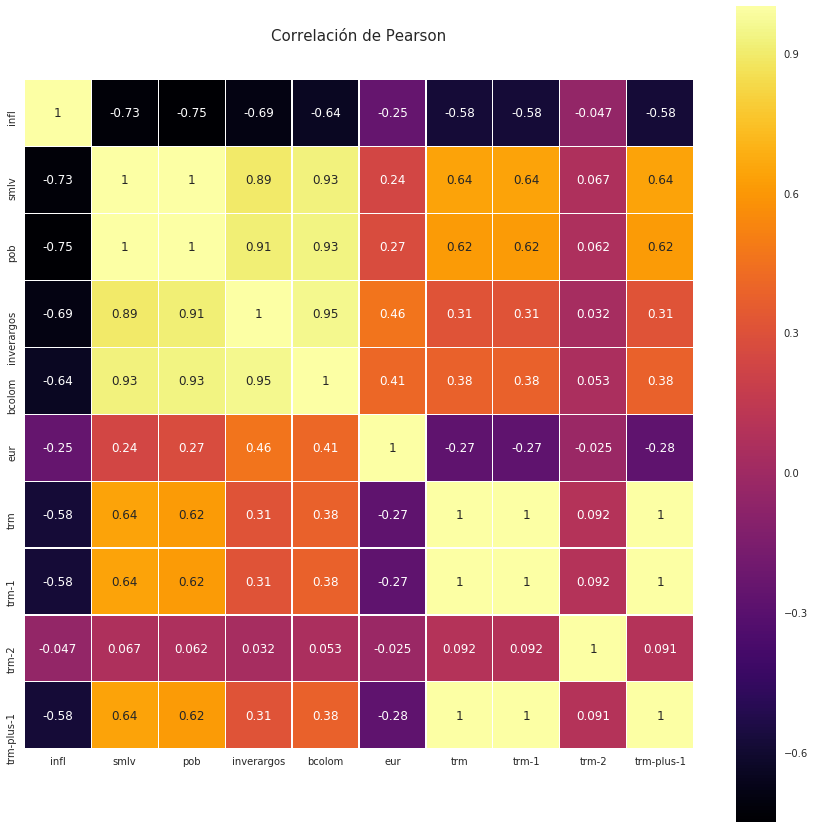 Correlación de Pearson
infl 1 -0.73 -0.75 -0.69 -0.64 -0.25 -0.58 -0.58 -0.047 -0.58
smlv -0.73 1 1 0.89 0.93 0.24 0.64 0.64 0.067 0.64
pob -0.75 1 1 0.91 0.93 0.27 0.62 0.62 0.062 0.62
inverargos -0.69 0.89 0.91 1 0.95 0.46 0.31 0.31 0.032 0.31
bcolom -0.64 0.93 0.93 0.95 1 0.41 0.38 0.38 0.053 0.38
eur -0.25 0.24 0.27 0.46 0.41 1 -0.27 -0.27 -0.025 -0.28
trm -0.58 0.64 0.62 0.31 0.38 -0.27 1 1 0.092 1
trm-1 -0.58 0.64 0.62 0.31 0.38 -0.27 1 1 0.092 1
trm-2 -0.047 0.067 0.062 0.032 0.053 -0.025 0.092 0.092 1 0.091
trm-plus-1 -0.58 0.64 0.62 0.31 0.38 -0.28 1 1 0.091 1
infl smlv pob inverargos bcolom eur trm trm-1 trm-2 trm-plus-1
0.9
0.6
0.3
0.0
−0.3
−0.6